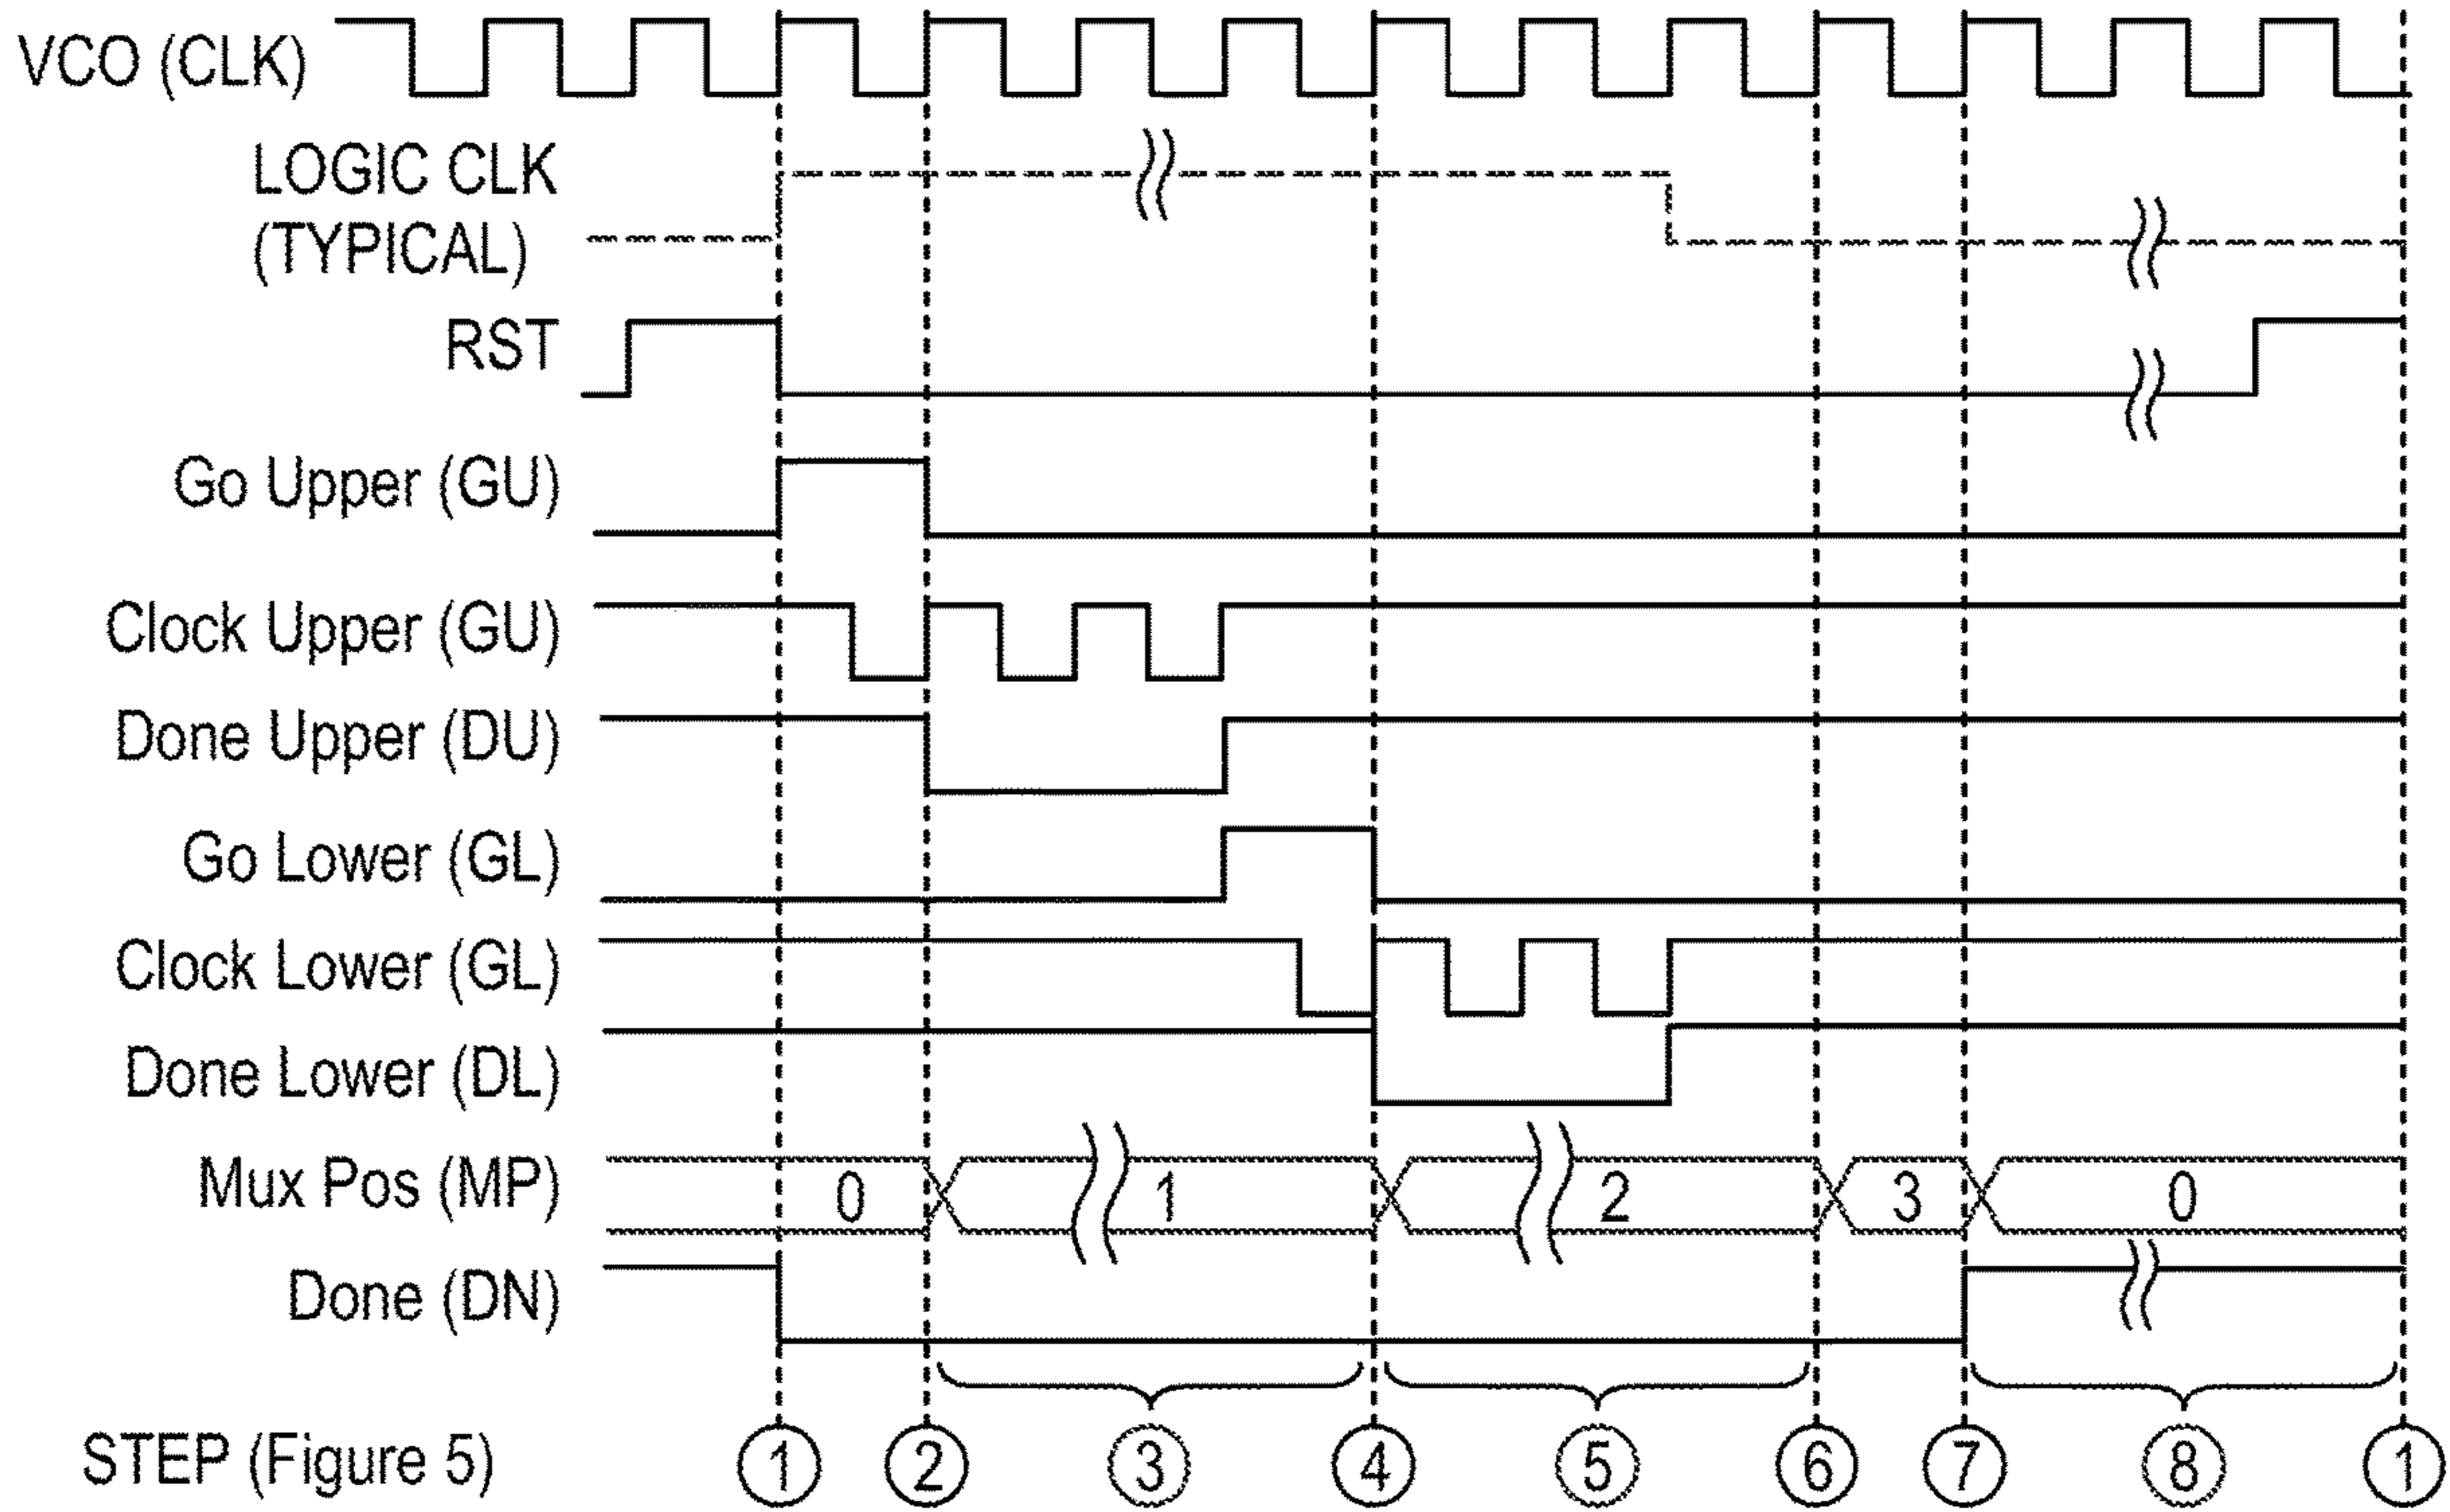 VCO (CLK)
LOGIC CLK
(TYPICAL)
RST
Go Upper (GU)
Clock Upper (GU)
Done Upper (DU)
Go Lower (GL)
Clock Lower (GL)
Done Lower (DL)
Mux Pos (MP) 0 1 2 3 0
Done (DN)
STEP (Figure 5) 1 2 3 4 5 6 7 8 1